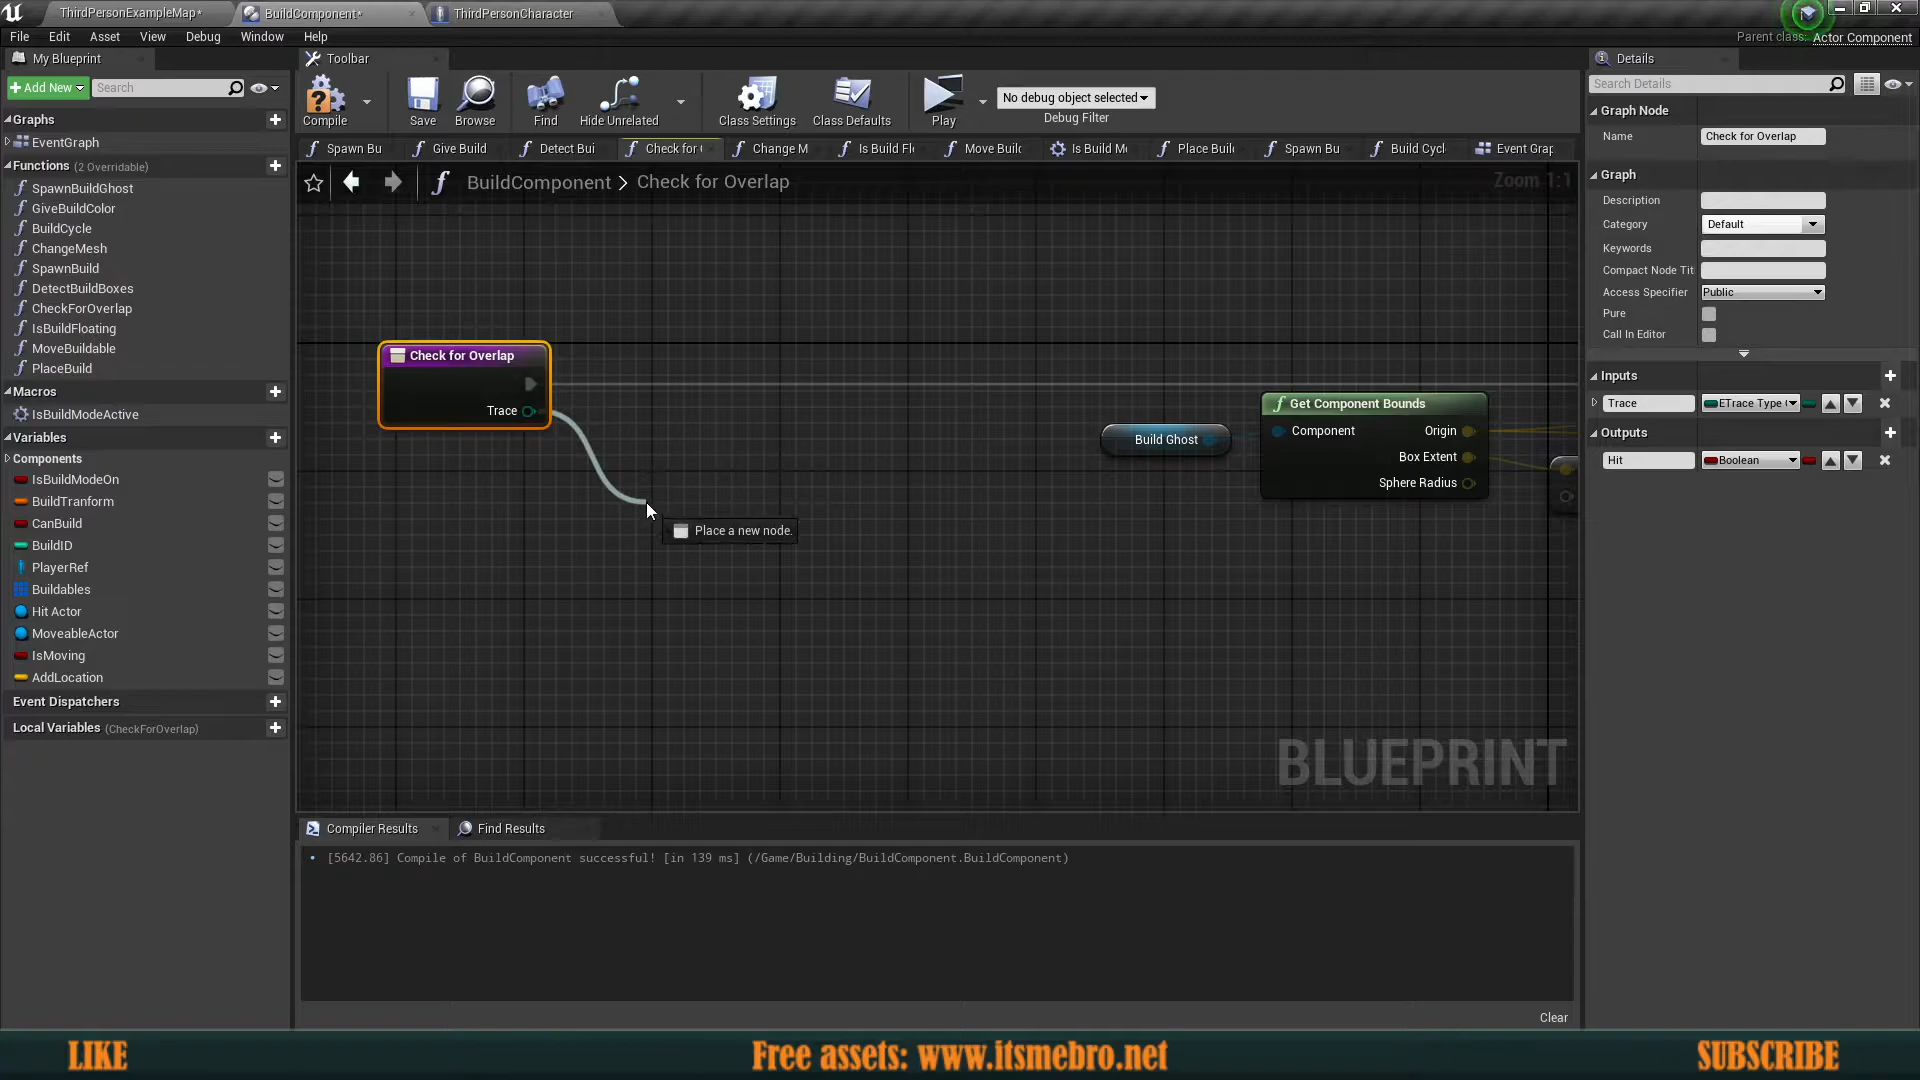 ThirdPersonExampleMap*
BuildComponent*
ThirdPersonCharacter
File Edit Asset View Debug Window Help
Parent class: Actor Component
My Blueprint
Toolbar
Details
Add New
Search
Compile
Save
Browse
Find
Hide Unrelated
Class Settings
Class Defaults
Play
No debug object selected
Debug Filter
Search Details
Graphs
EventGraph
Functions (2 Overridable)
SpawnBuildGhost
GiveBuildColor
BuildCycle
ChangeMesh
SpawnBuild
DetectBuildBoxes
CheckForOverlap
IsBuildFloating
MoveBuildable
PlaceBuild
Macros
IsBuildModeActive
Variables
Components
IsBuildModeOn
BuildTranform
CanBuild
BuildID
PlayerRef
Buildables
Hit Actor
MoveableActor
IsMoving
AddLocation
Event Dispatchers
Local Variables (CheckForOverlap)
Spawn Bu
Give Build
Detect Bui
Check for
Change M
Is Build Fl
Move Build
Is Build M
Place Buil
Spawn Bu
Build Cycl
Event Grap
BuildComponent > Check for Overlap
Zoom 1:1
Check for Overlap
Trace
Place a new node.
Build Ghost
Get Component Bounds
Component
Origin
Box Extent
Sphere Radius
BLUEPRINT
Compiler Results
Find Results
[5642.86] Compile of BuildComponent successful! [in 139 ms] (/Game/Building/BuildComponent.BuildComponent)
Clear
Graph Node
Name Check for Overlap
Graph
Description
Category Default
Keywords
Compact Node Tit
Access Specifier Public
Pure
Call In Editor
Inputs
Trace ETrace Type
Outputs
Hit Boolean
LIKE
Free assets: www.itsmebro.net
SUBSCRIBE